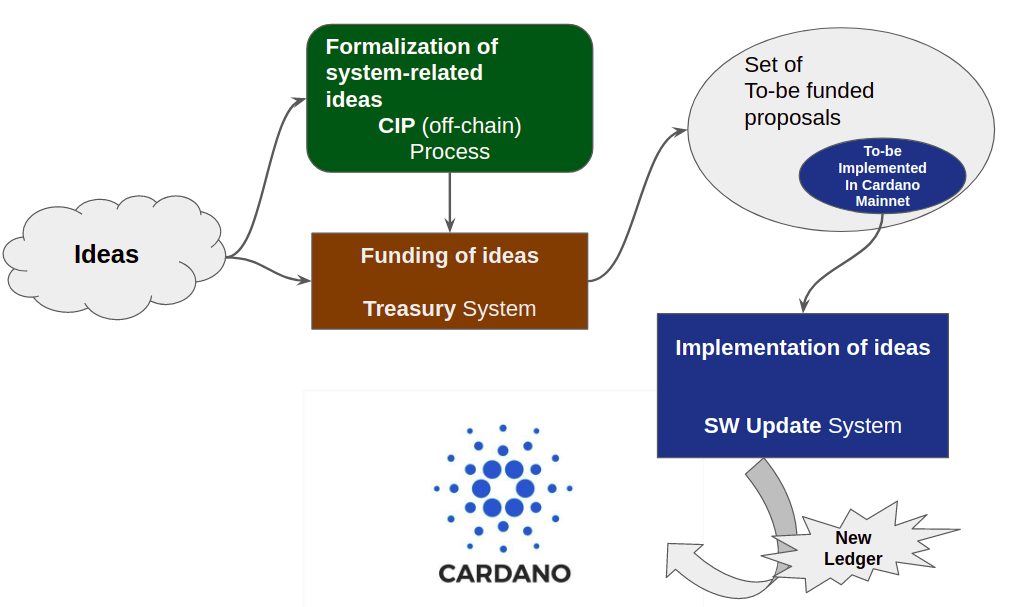 Formalization of
system-related
ideas
CIP (off-chain)
Process
Set of
To-be funded
proposals
To-be
Implemented
In Cardano
Mainnet
Ideas
Funding of ideas
Treasury System
Implementation of ideas
SW Update System
New
Ledger
CARDANO